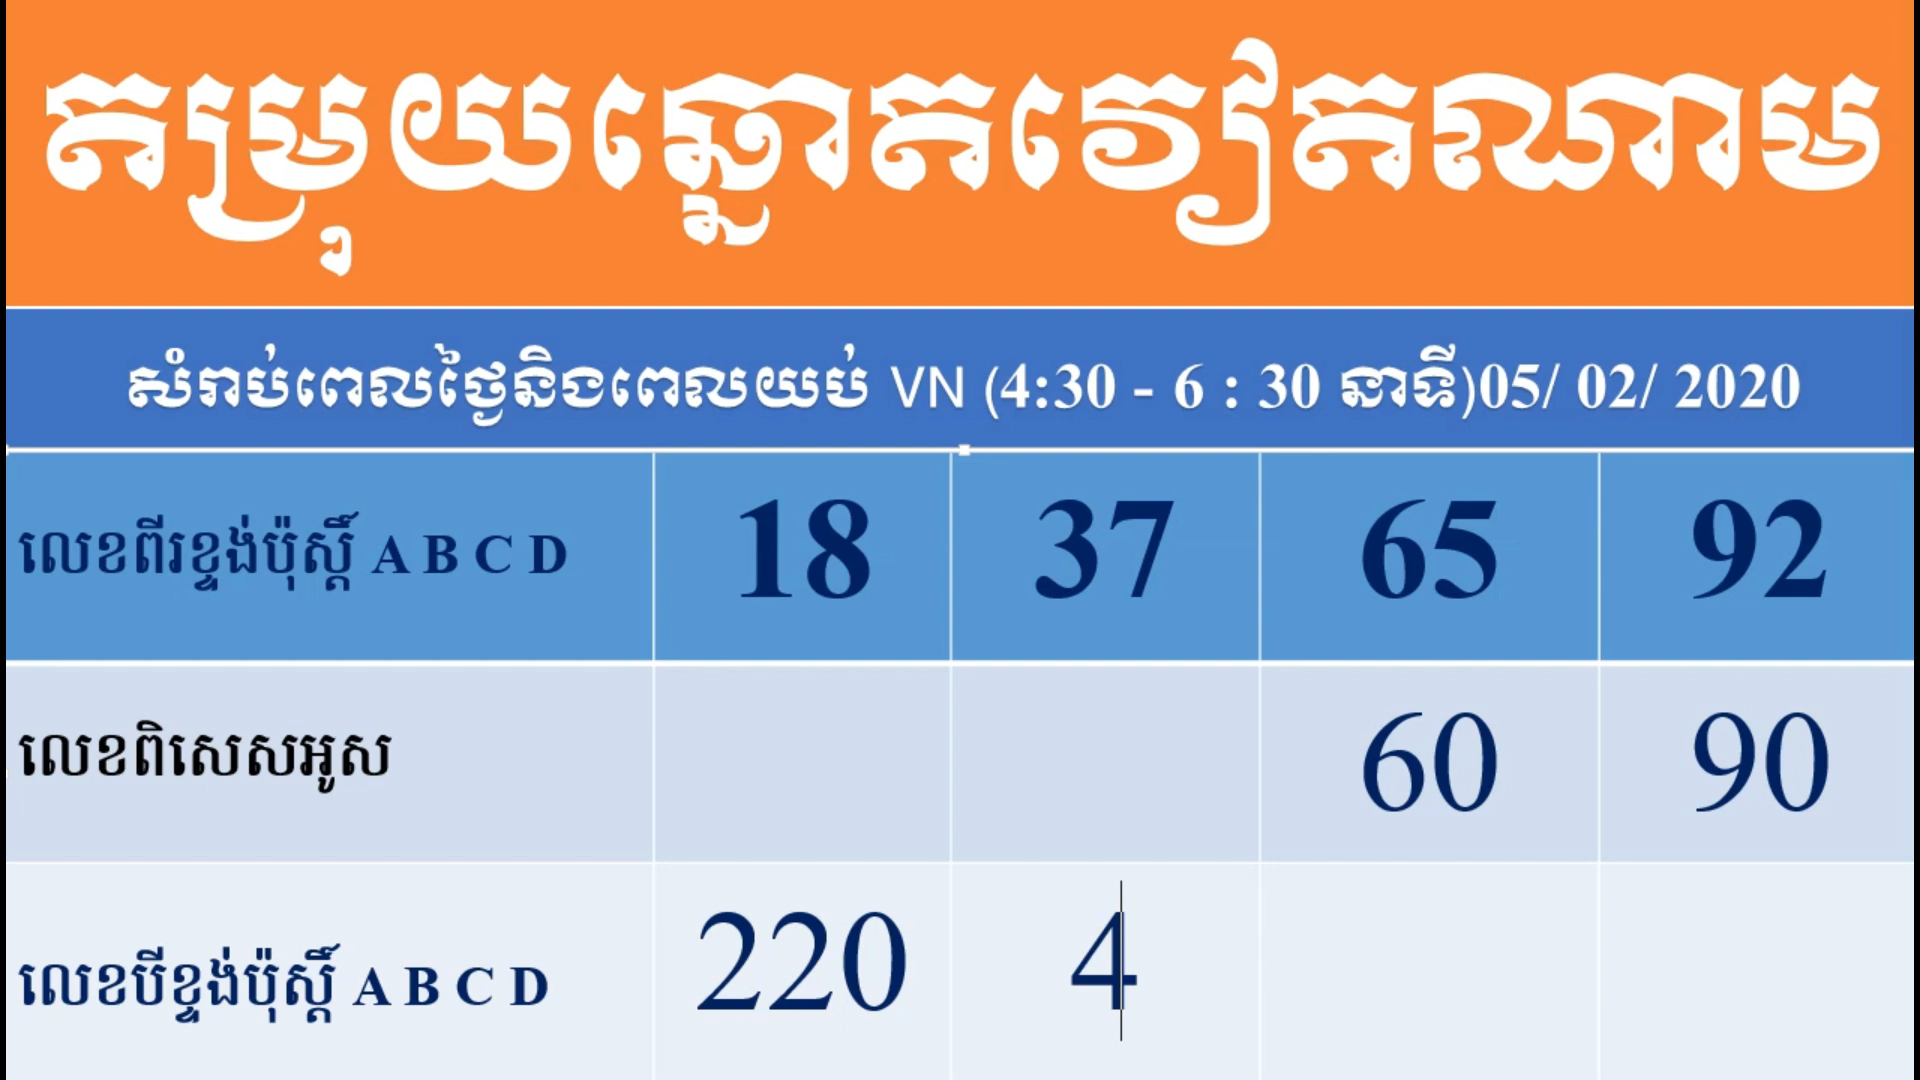 តម្រុយឆ្នោតវៀតណាម
សំរាប់ពេលថ្ងៃនិងពេលយប់ VN (4:30 - 6 : 30 នាទី)05/ 02/ 2020
លេខពីរខ្ទង់ប៉ុស្តិ៍ A B C D 18 37 65 92
លេខពិសេសអូស 60 90
លេខបីខ្ទង់ប៉ុស្តិ៍ A B C D 220 4